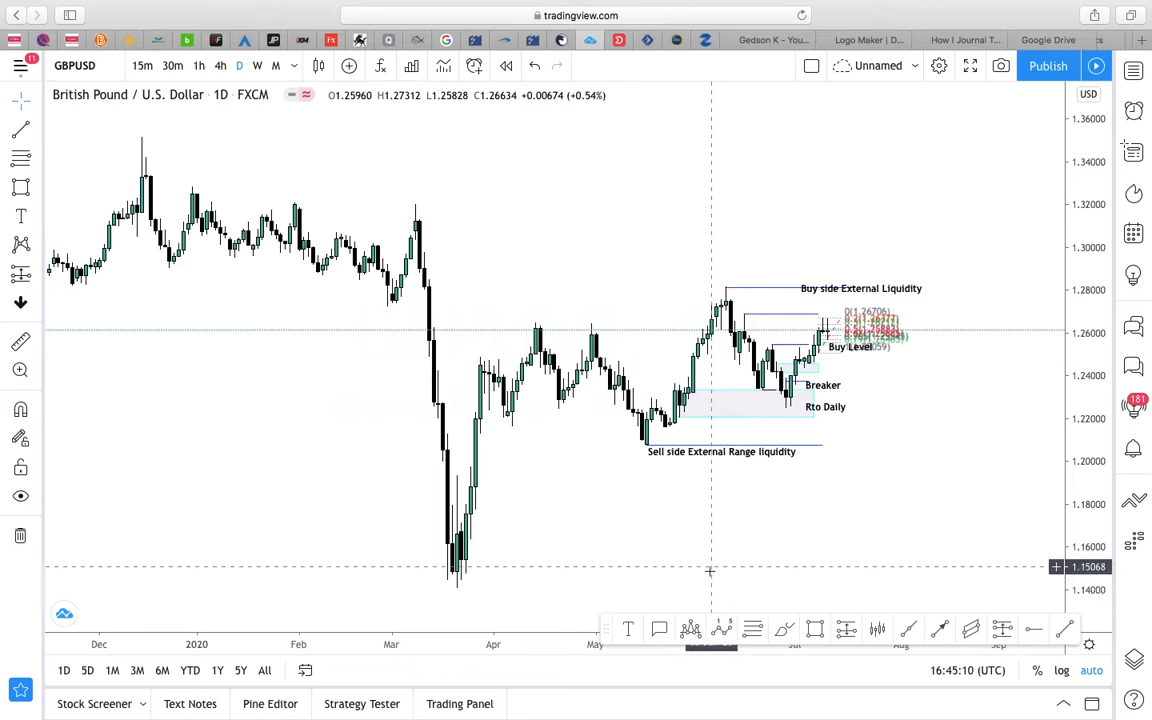 tradingview.com
Gedson K - You...
Logo Maker | D...
How I Journal T...
Google Drive
cs
11
GBPUSD
15m 30m 1h 4h D W M
Unnamed
Publish
British Pound / U.S. Dollar · 1D · FXCM
O1.25960 H1.27312 L1.25828 C1.26634 +0.00674 (+0.54%)
USD
1.36000
1.34000
1.32000
1.30000
1.28000
1.26000
1.24000
1.22000
1.20000
1.18000
1.16000
1.15068
1.14000
Buy side External Liquidity
0(1.26706)
Buy Level
Breaker
Rto Daily
Sell side External Range liquidity
181
Dec 2020 Feb Mar Apr May Jul Aug Sep
1D 5D 1M 3M 6M YTD 1Y 5Y All
16:45:10 (UTC)
% log auto
Stock Screener
Text Notes
Pine Editor
Strategy Tester
Trading Panel